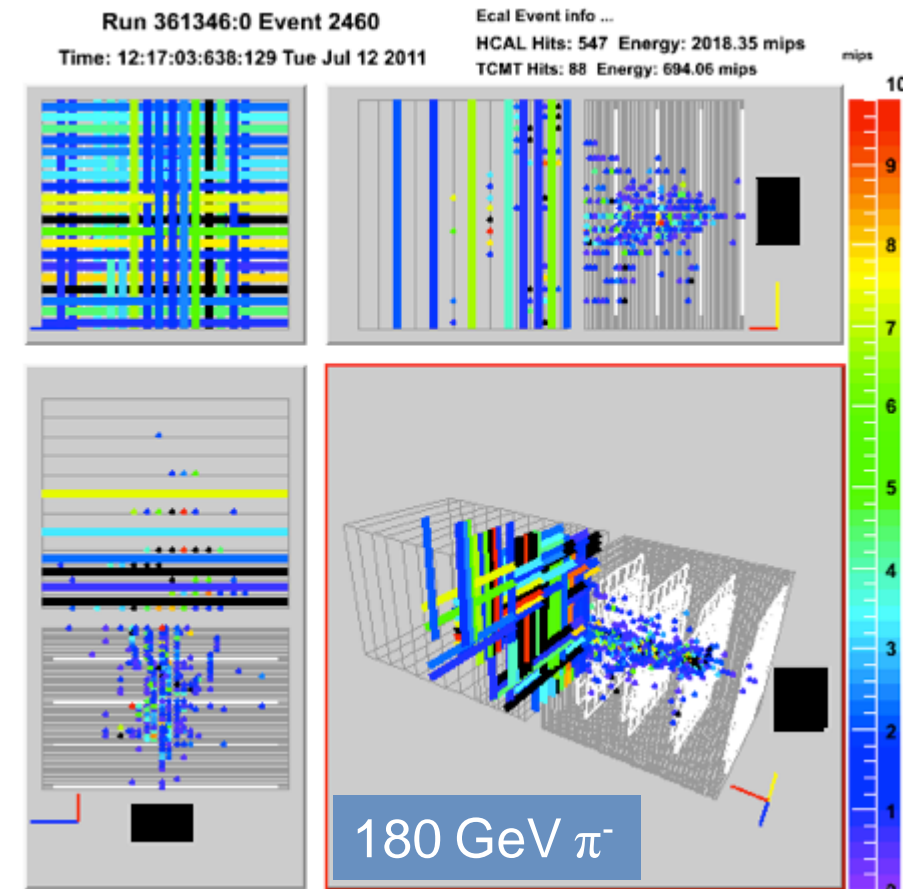 Run 361346:0 Event 2460
Time: 12:17:03:638:129 Tue Jul 12 2011
Ecal Event info ...
HCAL Hits: 547 Energy: 2018.35 mips
TCMT Hits: 88 Energy: 694.06 mips
mips
10
9
8
7
6
5
4
3
2
1
180 GeV π⁻